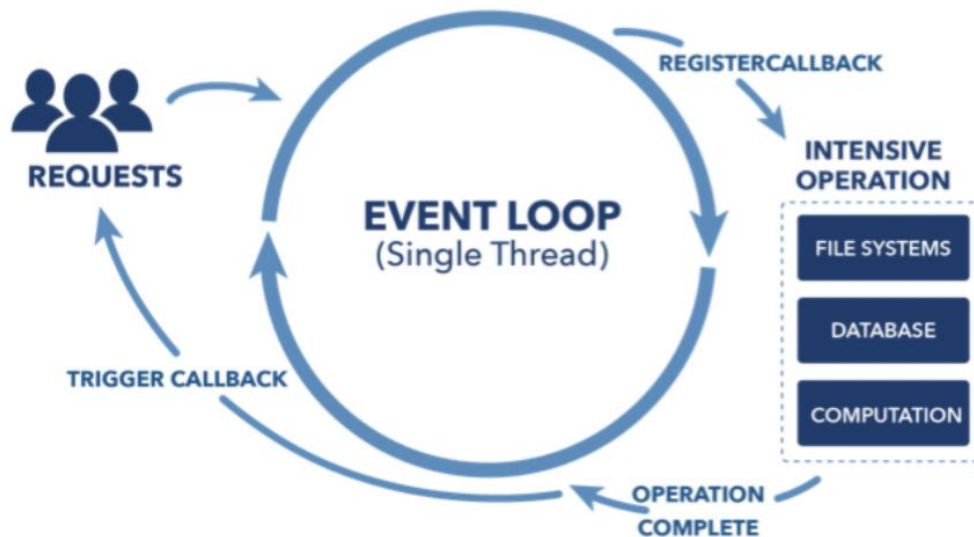 REGISTERCALLBACK
REQUESTS
INTENSIVE
OPERATION
EVENT LOOP
(Single Thread)
FILE SYSTEMS
DATABASE
COMPUTATION
TRIGGER CALLBACK
OPERATION
COMPLETE